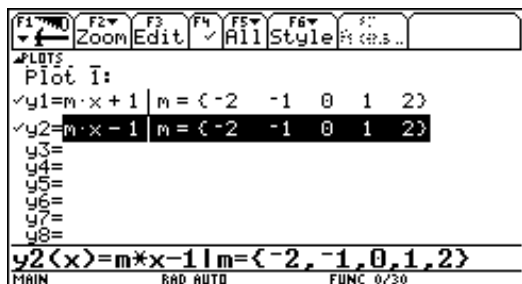 F1 F2▾ F3 F4 F5▾ F6▾
Zoom Edit ✓ All Style
▴PLOTS
Plot 1:
✓y1=m·x + 1 | m = {-2 -1 0 1 2}
✓y2=m·x - 1 | m = {-2 -1 0 1 2}
y3=
y4=
y5=
y6=
y7=
y8=
y2(x)=m*x-1|m={-2,-1,0,1,2}
MAIN RAD AUTO FUNC 0/30